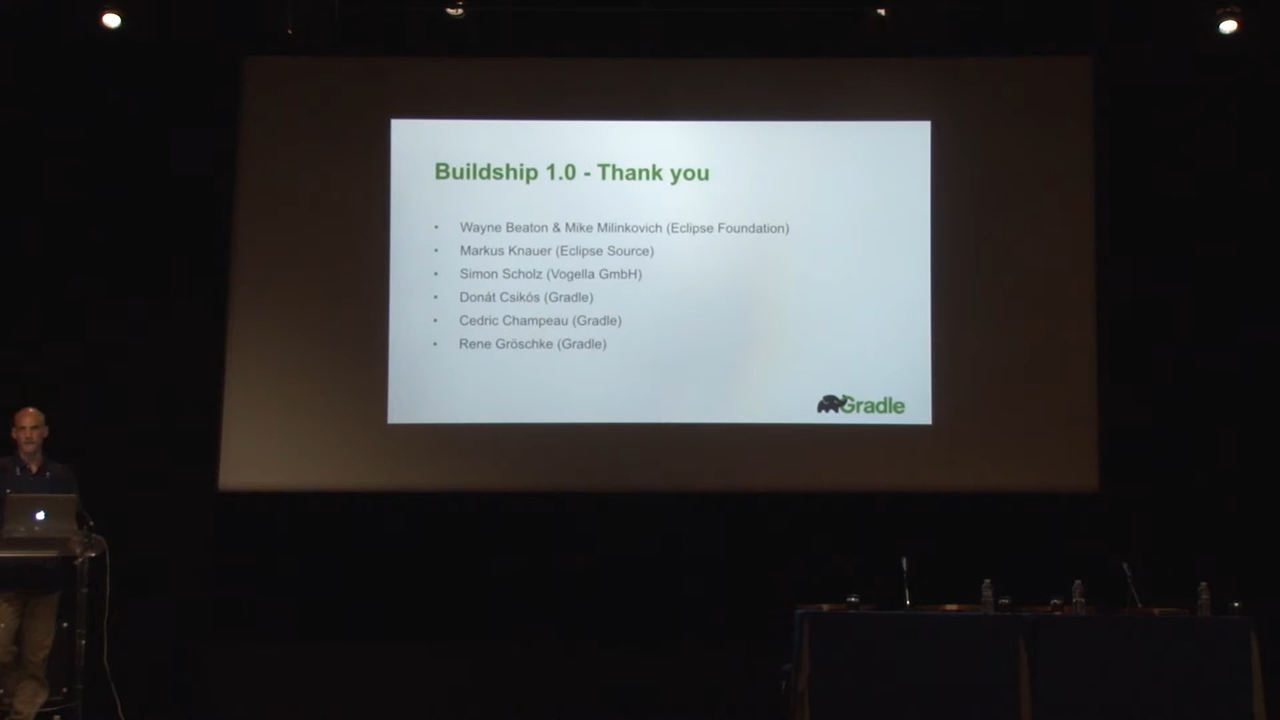 Buildship 1.0 - Thank you
• Wayne Beaton & Mike Milinkovich (Eclipse Foundation)
• Markus Knauer (Eclipse Source)
• Simon Scholz (Vogella GmbH)
• Donát Csikós (Gradle)
• Cedric Champeau (Gradle)
• Rene Gröschke (Gradle)
Gradle